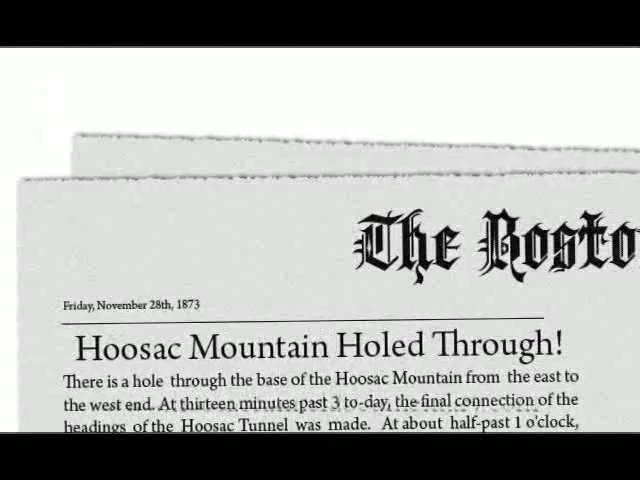 The Bosto
Friday, November 28th, 1873
Hoosac Mountain Holed Through!
There is a hole through the base of the Hoosac Mountain from the east to
the west end. At thirteen minutes past 3 to-day, the final connection of the
headings of the Hoosac Tunnel was made. At about half-past 1 o'clock,